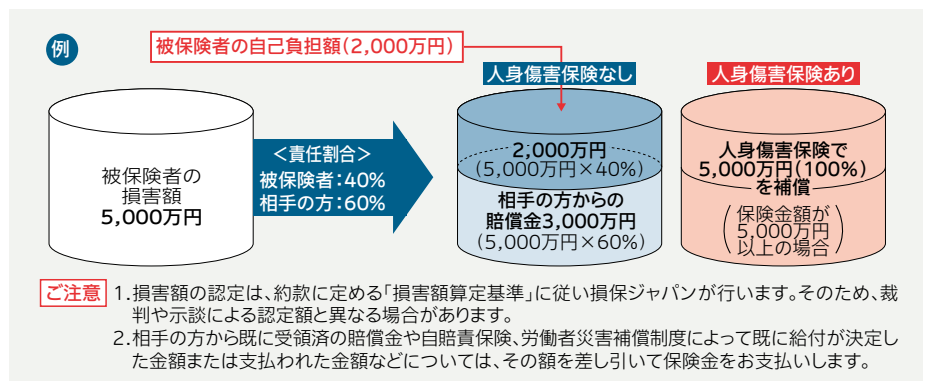 例
被保険者の自己負担額(2,000万円)
人身傷害保険なし
人身傷害保険あり
被保険者の
損害額
5,000万円
<責任割合>
被保険者:40%
相手の方:60%
2,000万円
(5,000万円×40%)
相手の方からの
賠償金3,000万円
(5,000万円×60%)
人身傷害保険で
5,000万円(100%)
を補償
(保険金額が
5,000万円
以上の場合)
ご注意
1.損害額の認定は、約款に定める「損害額算定基準」に従い損保ジャパンが行います。そのため、裁
判や示談による認定額と異なる場合があります。
2.相手の方から既に受領済の賠償金や自賠責保険、労働者災害補償制度によって既に給付が決定し
た金額または支払われた金額などについては、その額を差し引いて保険金をお支払いします。